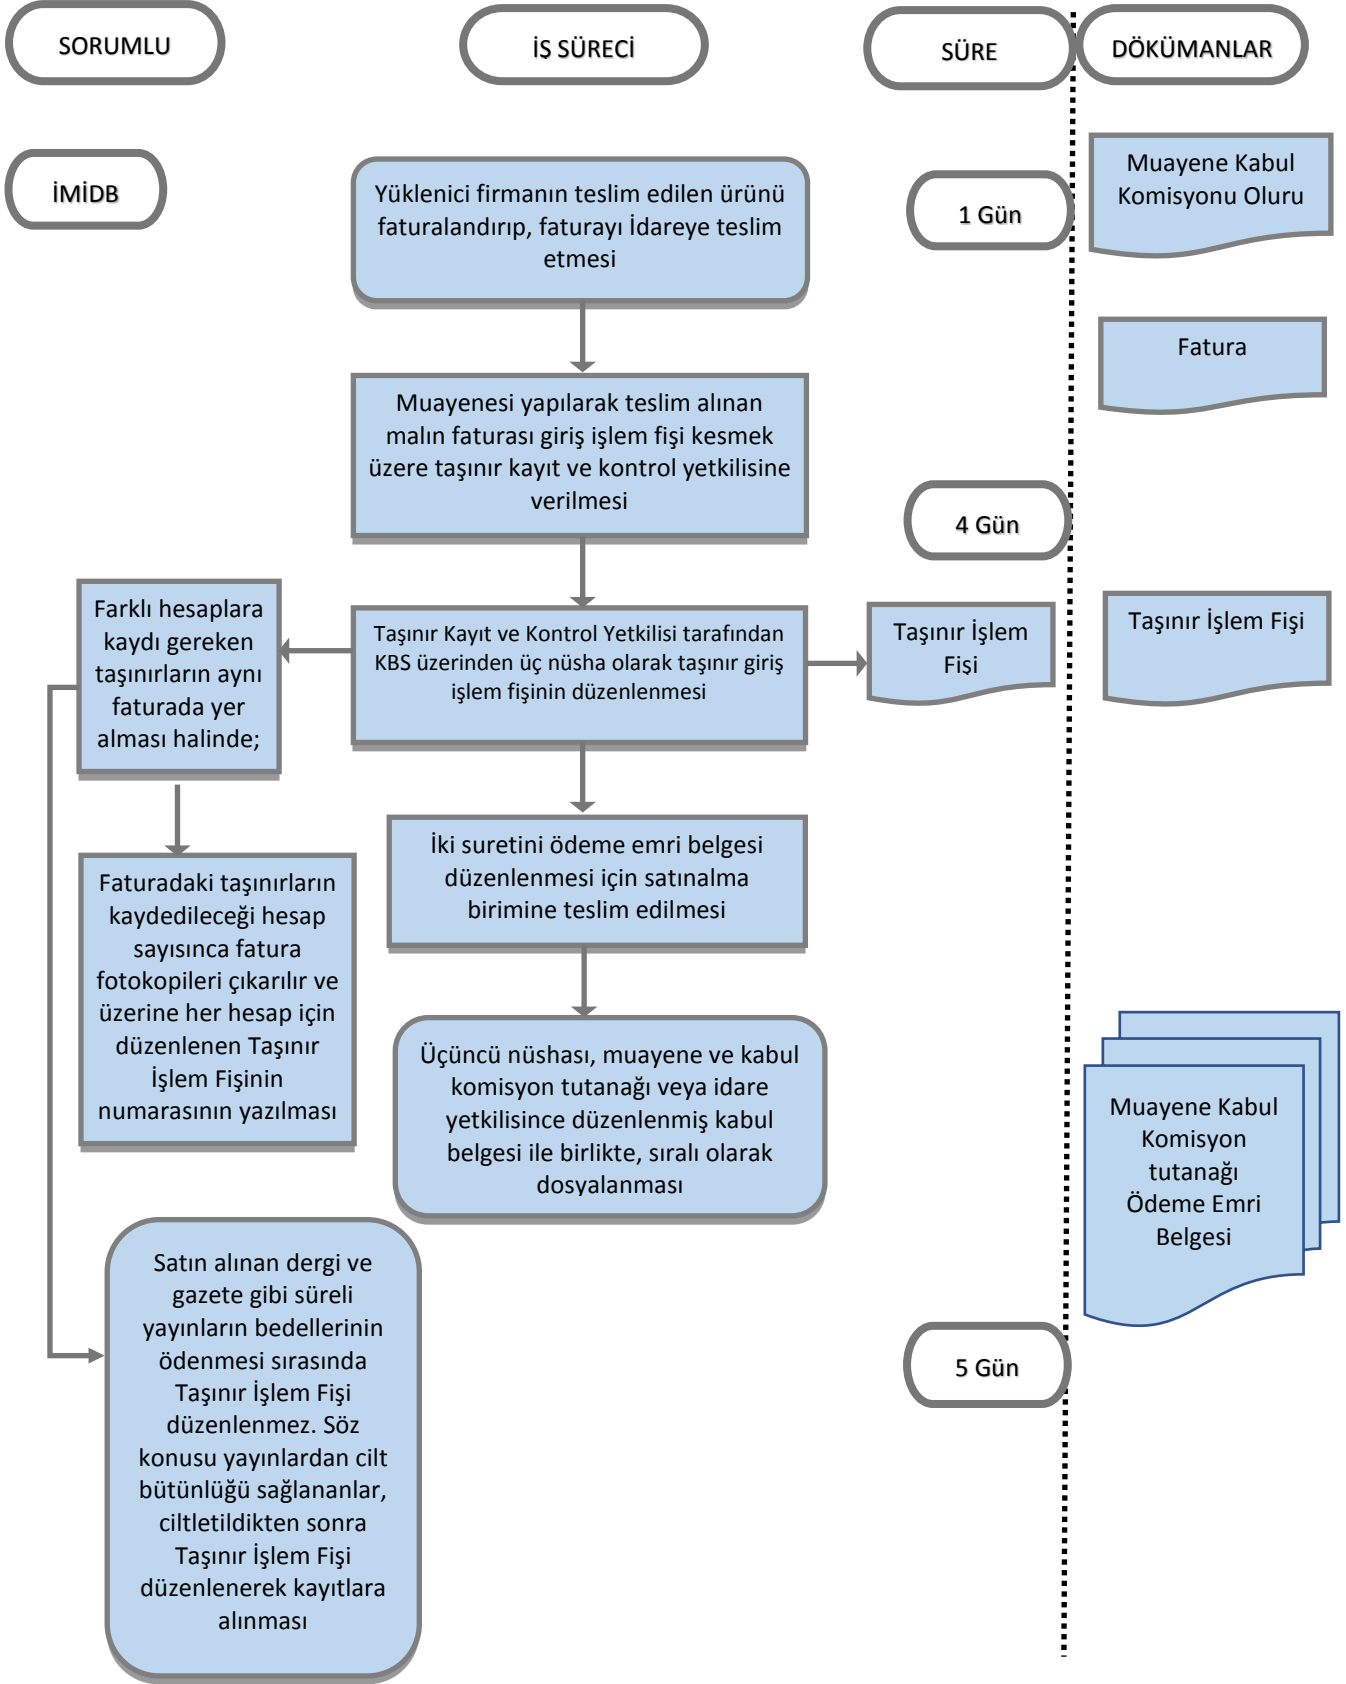 SORUMLU
İŞ SÜRECİ
SÜRE
DÖKÜMANLAR
İMİDB
Yüklenici firmanın teslim edilen ürünü
faturalandırıp, faturayı İdareye teslim
etmesi
1 Gün
Muayene Kabul
Komisyonu Oluru
Fatura
Muayenesi yapılarak teslim alınan
malın faturası giriş işlem fişi kesmek
üzere taşınır kayıt ve kontrol yetkilisine
verilmesi
4 Gün
Farklı hesaplara
kaydı gereken
taşınırların aynı
faturada yer
alması halinde;
Taşınır Kayıt ve Kontrol Yetkilisi tarafından
KBS üzerinden üç nüsha olarak taşınır giriş
işlem fişinin düzenlenmesi
Taşınır İşlem
Fişi
Taşınır İşlem Fişi
Faturadaki taşınırların
kaydedileceği hesap
sayısınca fatura
fotokopileri çıkarılır ve
üzerine her hesap için
düzenlenen Taşınır
İşlem Fişinin
numarasının yazılması
İki suretini ödeme emri belgesi
düzenlenmesi için satınalma
birimine teslim edilmesi
Üçüncü nüshası, muayene ve kabul
komisyon tutanağı veya idare
yetkilisince düzenlenmiş kabul
belgesi ile birlikte, sıralı olarak
dosyalanması
Muayene Kabul
Komisyon
tutanağı
Ödeme Emri
Belgesi
Satın alınan dergi ve
gazete gibi süreli
yayınların bedellerinin
ödenmesi sırasında
Taşınır İşlem Fişi
düzenlenmez. Söz
konusu yayınlardan cilt
bütünlüğü sağlananlar,
ciltletildikten sonra
Taşınır İşlem Fişi
düzenlenerek kayıtlara
alınması
5 Gün